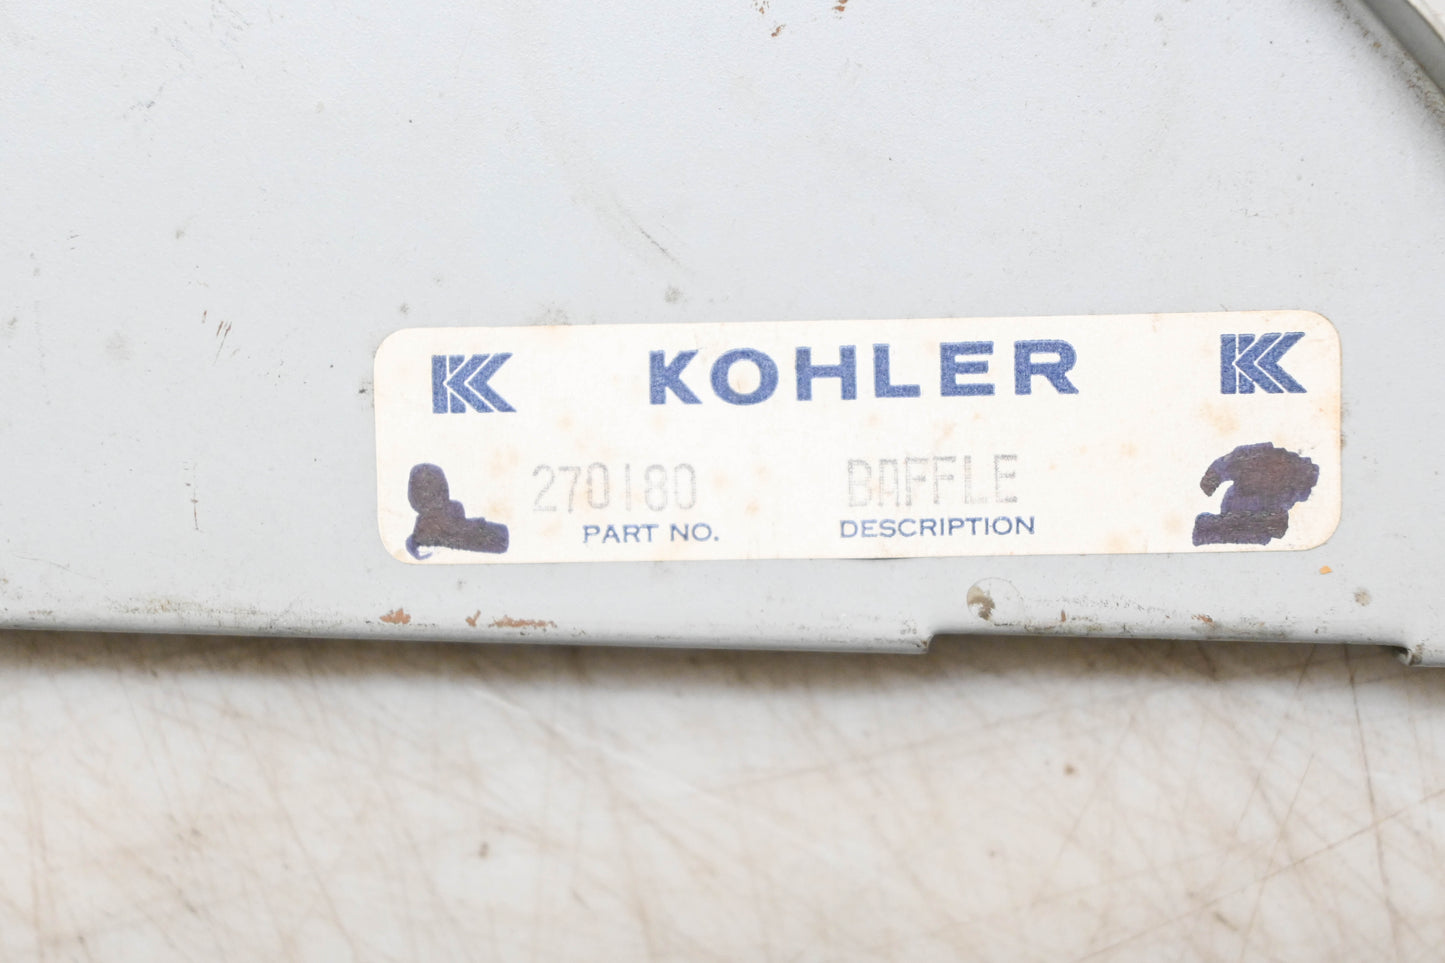 K KOHLER K
270180 BAFFLE
PART NO. DESCRIPTION